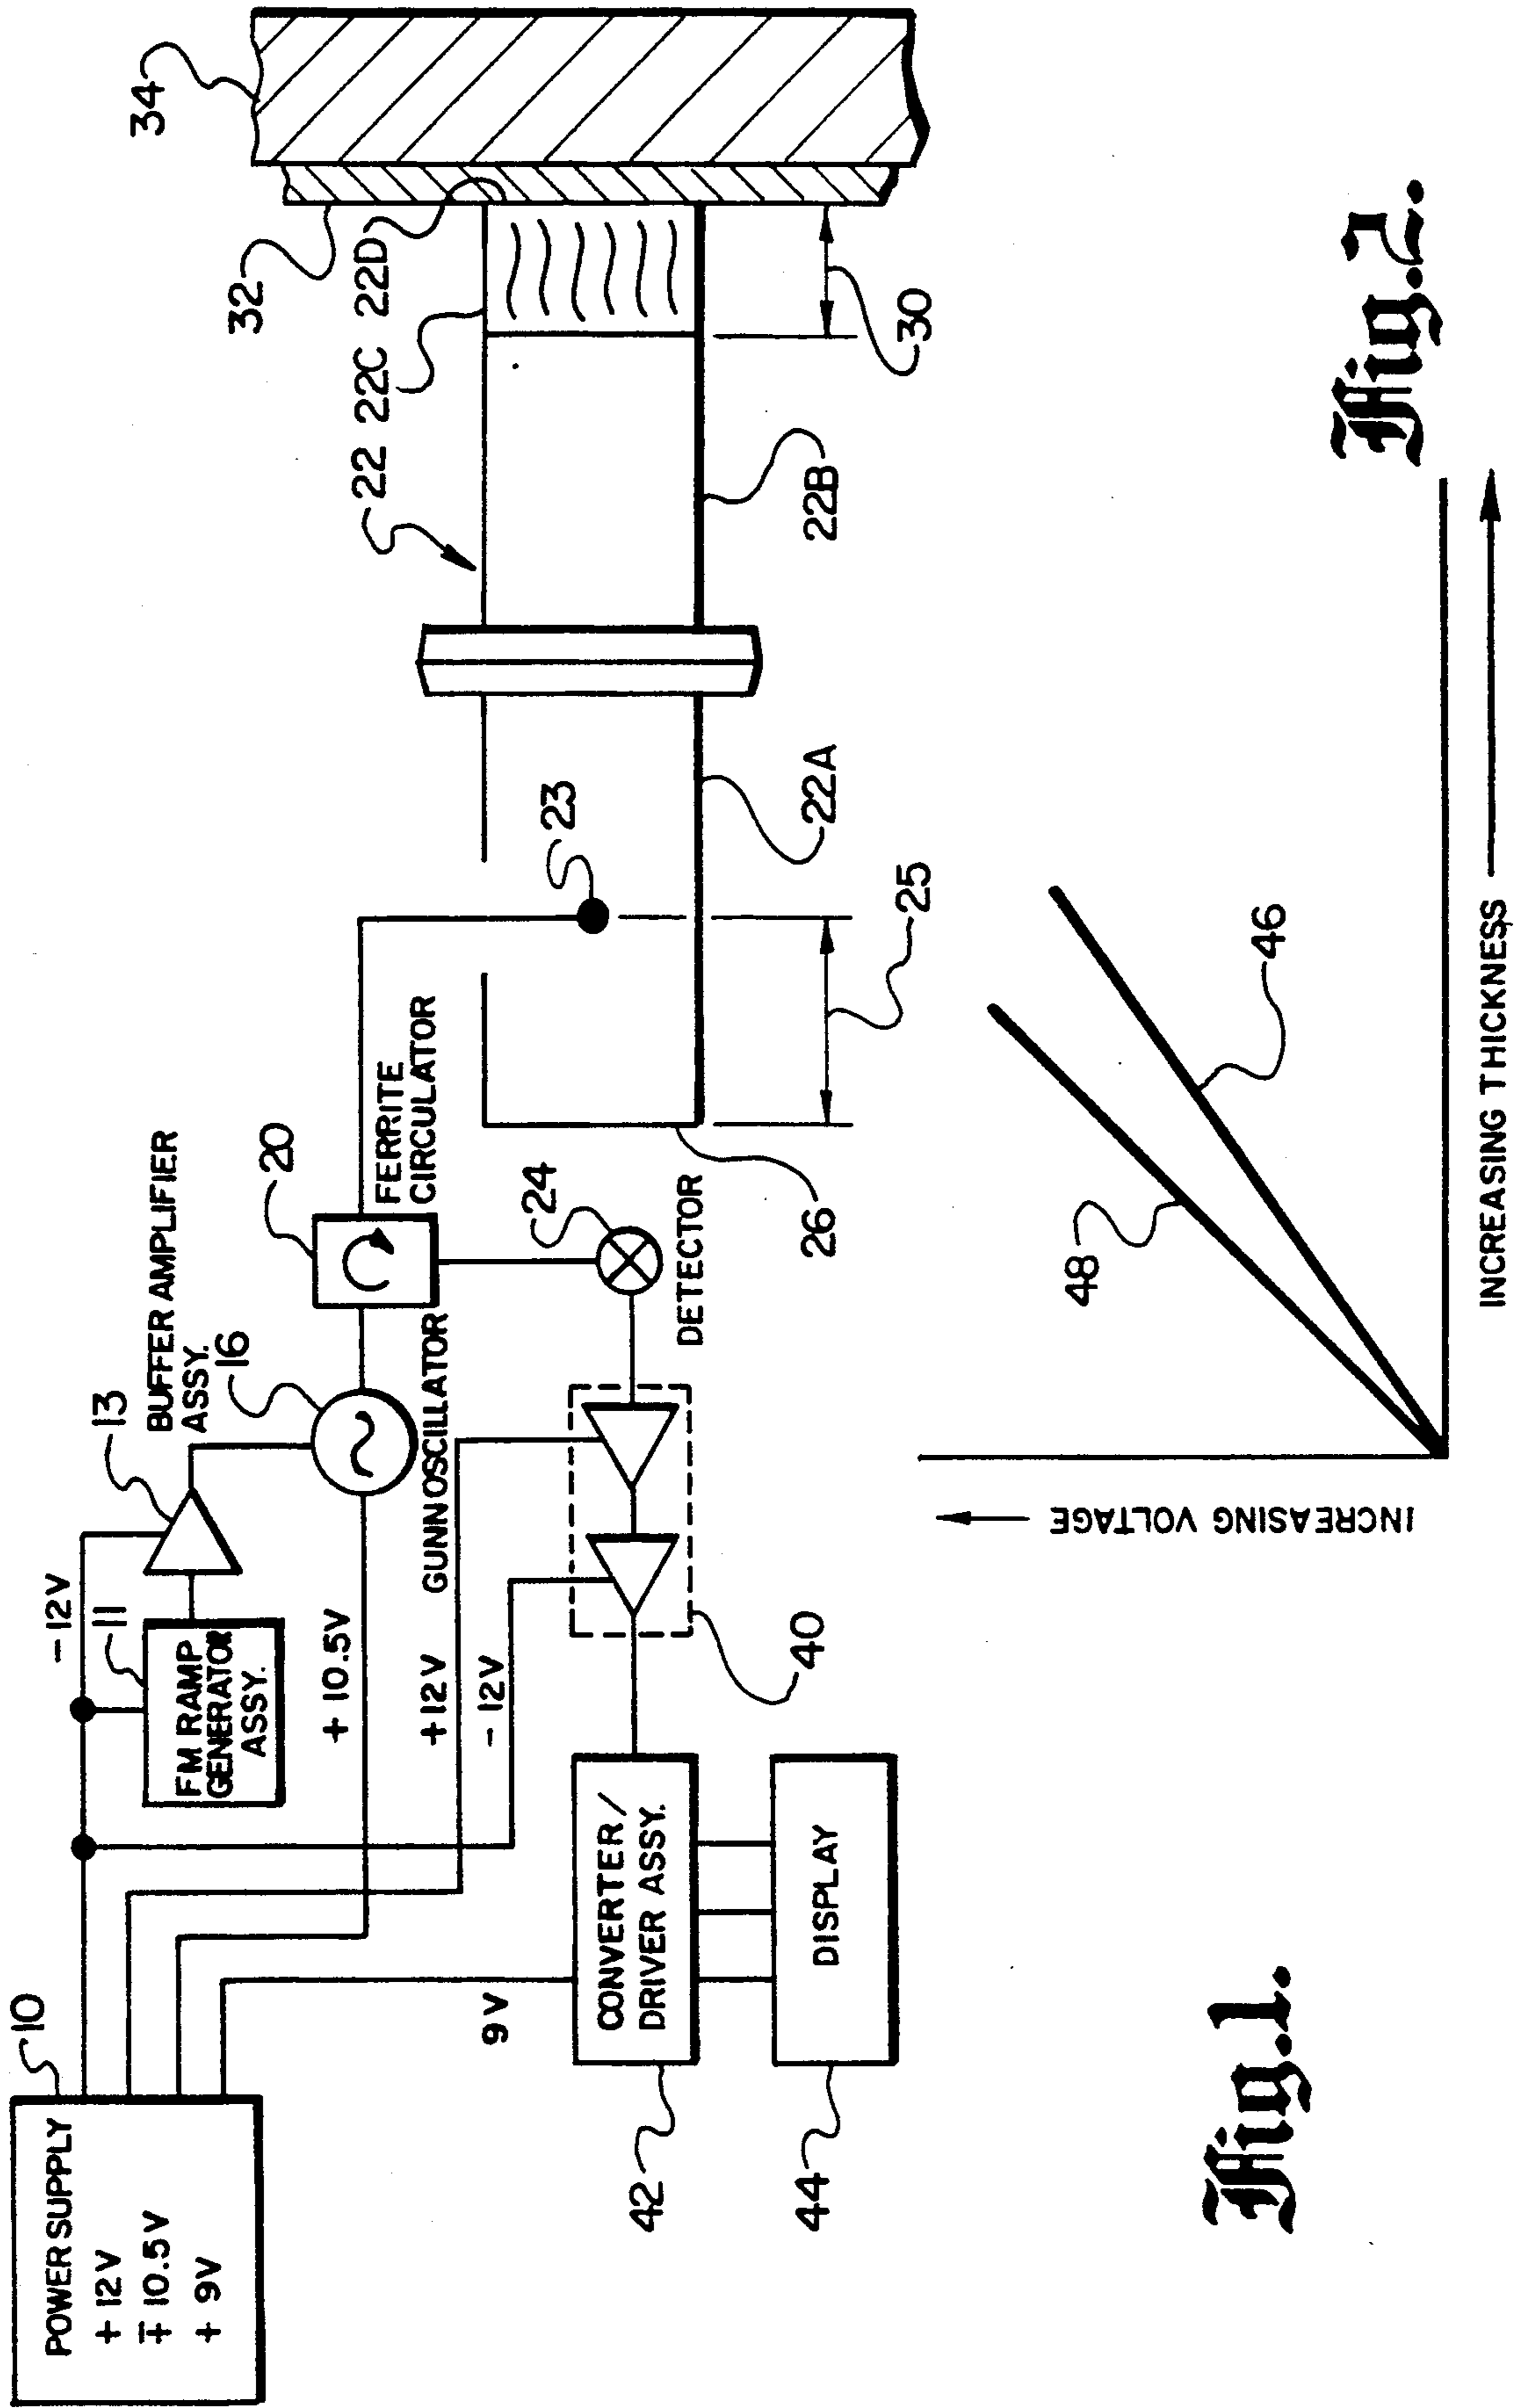 POWER SUPPLY
+ 12V
∓ 10.5V
+ 9V
10
- 12V
11
FM RAMP
GENERATOR
ASSY.
13
BUFFER AMPLIFIER
ASSY.
16
+ 10.5V
GUNN OSCILLATOR
20
FERRITE
CIRCULATOR
+12V
- 12V
9V
24
DETECTOR
40
CONVERTER/
DRIVER ASSY.
42
DISPLAY
44
23
22
22C
22D
32
34
26
25
22A
22B
30
Fig.1.
INCREASING VOLTAGE
48
46
INCREASING THICKNESS
Fig.2.